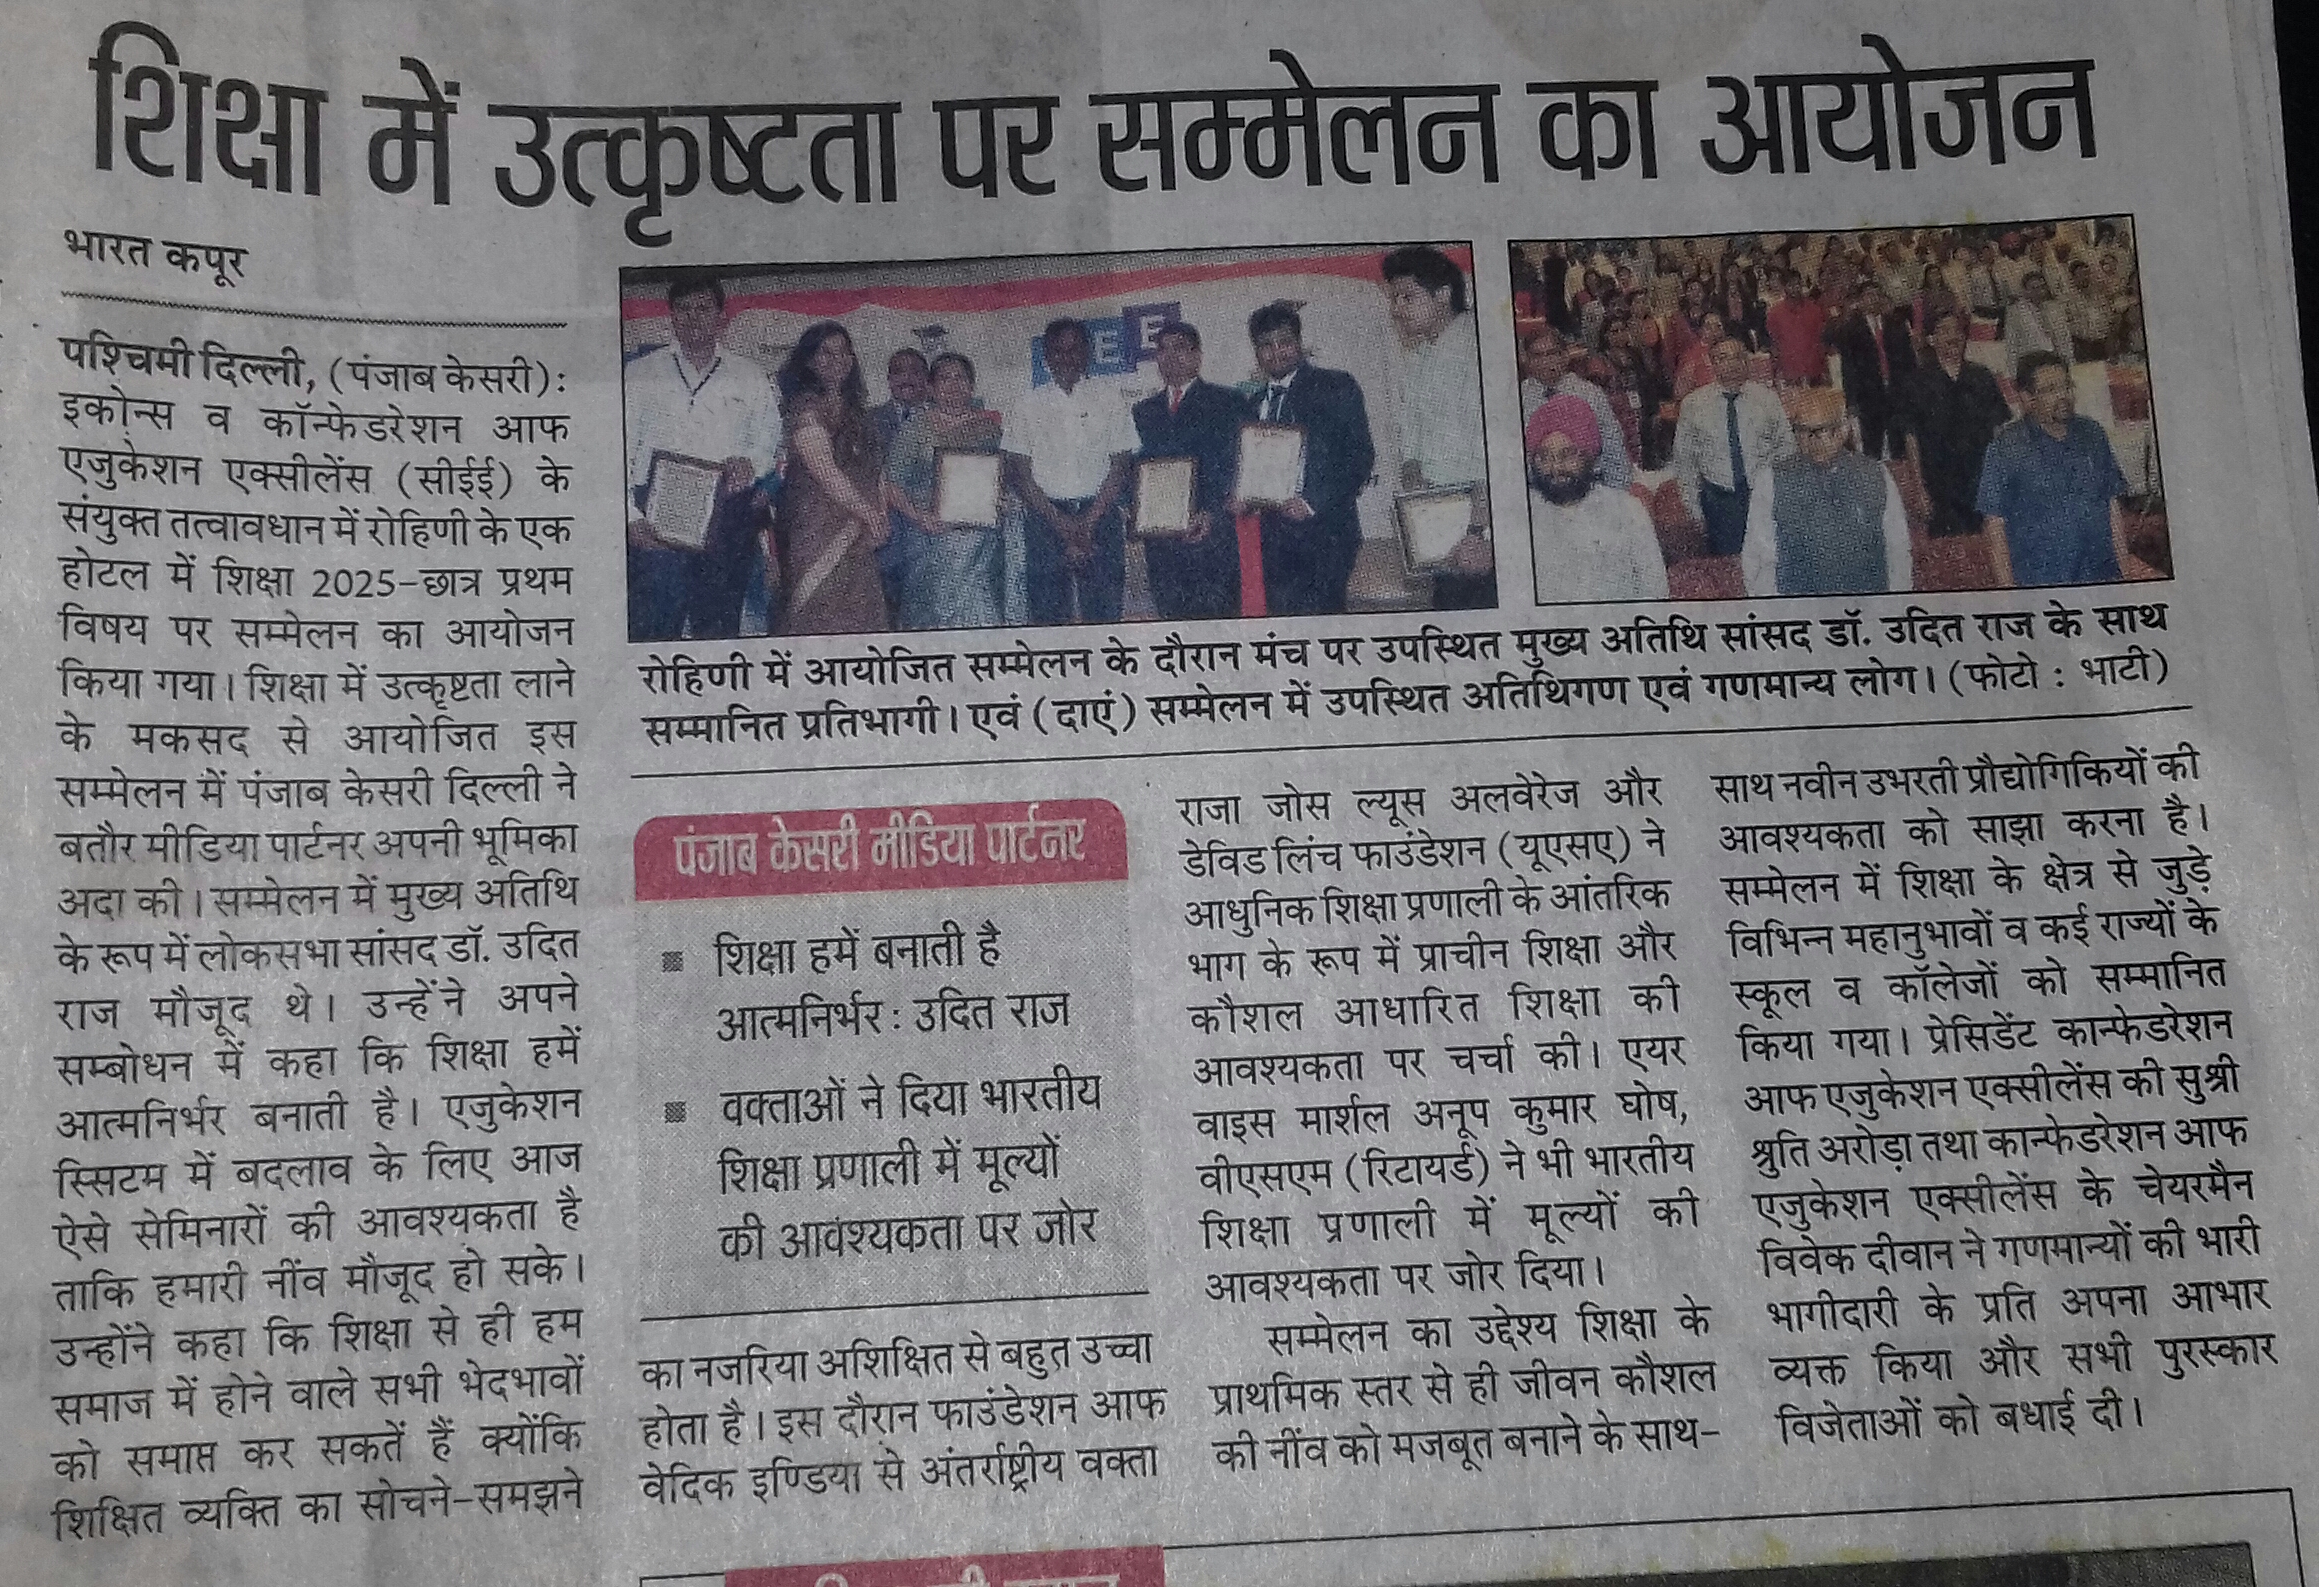 शिक्षा में उत्कृष्टता पर सम्मेलन का आयोजन
भारत कपूर
पश्चिमी दिल्ली, (पंजाब केसरी):
इकोन्स व कॉन्फेडरेशन आफ
एजुकेशन एक्सीलेंस (सीईई) के
संयुक्त तत्वावधान में रोहिणी के एक
होटल में शिक्षा 2025-छात्र प्रथम
विषय पर सम्मेलन का आयोजन
किया गया। शिक्षा में उत्कृष्टता लाने
के मकसद से आयोजित इस
सम्मेलन में पंजाब केसरी दिल्ली ने
बतौर मीडिया पार्टनर अपनी भूमिका
अदा की। सम्मेलन में मुख्य अतिथि
के रूप में लोकसभा सांसद डॉ. उदित
राज मौजूद थे। उन्हेंने अपने
सम्बोधन में कहा कि शिक्षा हमें
आत्मनिर्भर बनाती है। एजुकेशन
स्सिटम में बदलाव के लिए आज
ऐसे सेमिनारों की आवश्यकता है
ताकि हमारी नींव मौजूद हो सके।
उन्होंने कहा कि शिक्षा से ही हम
समाज में होने वाले सभी भेदभावों
को समाप्त कर सकतें हैं क्योंकि
शिक्षित व्यक्ति का सोचने-समझने
E E
रोहिणी में आयोजित सम्मेलन के दौरान मंच पर उपस्थित मुख्य अतिथि सांसद डॉ. उदित राज के साथ
सम्मानित प्रतिभागी। एवं (दाएं) सम्मेलन में उपस्थित अतिथिगण एवं गणमान्य लोग। (फोटो : भाटी)
पंजाब केसरी मीडिया पार्टनर
शिक्षा हमें बनाती है
आत्मनिर्भर: उदित राज
वक्ताओं ने दिया भारतीय
शिक्षा प्रणाली में मूल्यों
की आवश्यकता पर जोर
का नजरिया अशिक्षित से बहुत उच्चा
होता है। इस दौरान फाउंडेशन आफ
वेदिक इण्डिया से अंतर्राष्ट्रीय वक्ता
राजा जोस ल्यूस अलवेरेज और
डेविड लिंच फाउंडेशन (यूएसए) ने
आधुनिक शिक्षा प्रणाली के आंतरिक
भाग के रूप में प्राचीन शिक्षा और
कौशल आधारित शिक्षा की
आवश्यकता पर चर्चा की। एयर
वाइस मार्शल अनूप कुमार घोष,
वीएसएम (रिटायर्ड) ने भी भारतीय
शिक्षा प्रणाली में मूल्यों की
आवश्यकता पर जोर दिया।
सम्मेलन का उद्देश्य शिक्षा के
प्राथमिक स्तर से ही जीवन कौशल
की नींव को मजबूत बनाने के साथ-
साथ नवीन उभरती प्रौद्योगिकियों की
आवश्यकता को साझा करना है।
सम्मेलन में शिक्षा के क्षेत्र से जुड़े
विभिन्न महानुभावों व कई राज्यों के
स्कूल व कॉलेजों को सम्मानित
किया गया। प्रेसिडेंट कान्फेडरेशन
आफ एजुकेशन एक्सीलेंस की सुश्री
श्रुति अरोड़ा तथा कान्फेडरेशन आफ
एजुकेशन एक्सीलेंस के चेयरमैन
विवेक दीवान ने गणमान्यों की भारी
भागीदारी के प्रति अपना आभार
व्यक्त किया और सभी पुरस्कार
विजेताओं को बधाई दी।